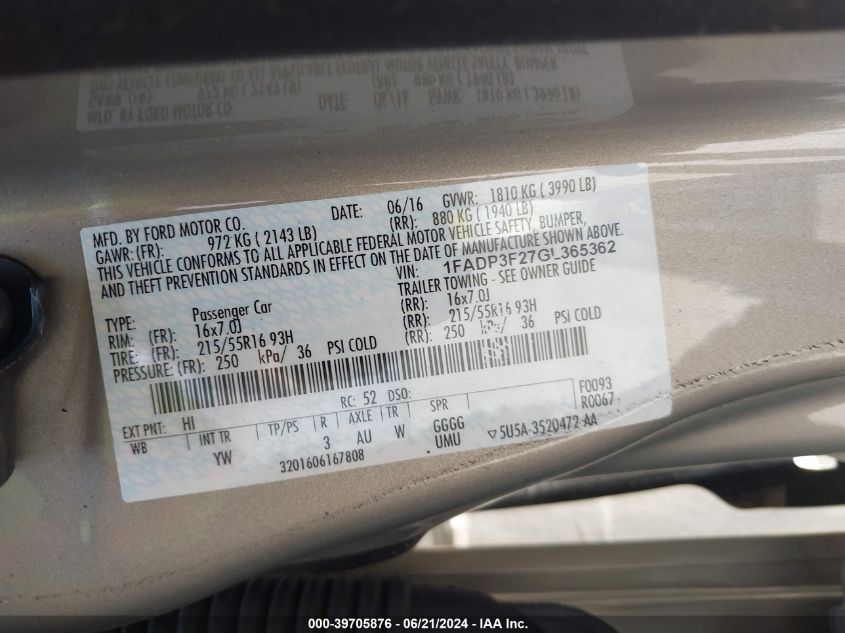 MFD. BY FORD MOTOR CO. DATE: 06/16 GVWR: 1810 KG ( 3990 LB)
GAWR: (FR): 972 KG ( 2143 LB) (RR): 880 KG ( 1940 LB)
THIS VEHICLE CONFORMS TO ALL APPLICABLE FEDERAL MOTOR VEHICLE SAFETY, BUMPER,
AND THEFT PREVENTION STANDARDS IN EFFECT ON THE DATE OF MANUFACTURE SHOWN ABOVE.
VIN: 1FADP3F27GL365362
TYPE: Passenger Car TRAILER TOWING - SEE OWNER GUIDE
RIM: (FR): 16x7.0J (RR): 16x7.0J
TIRE: (FR): 215/55R16 93H (RR): 215/55R16 93H
PRESSURE: (FR): 250 kPa/ 36 PSI COLD (RR): 250 kPa/ 36 PSI COLD
EXT PNT: HI RC: 52 DSO: F0093
WB INT TR TP/PS R AXLE TR SPR R0067
YW 3 AU W GGGG
UMU
3201606167808 5U5A-3520472-AA
000-39705876 - 06/21/2024 - IAA Inc.